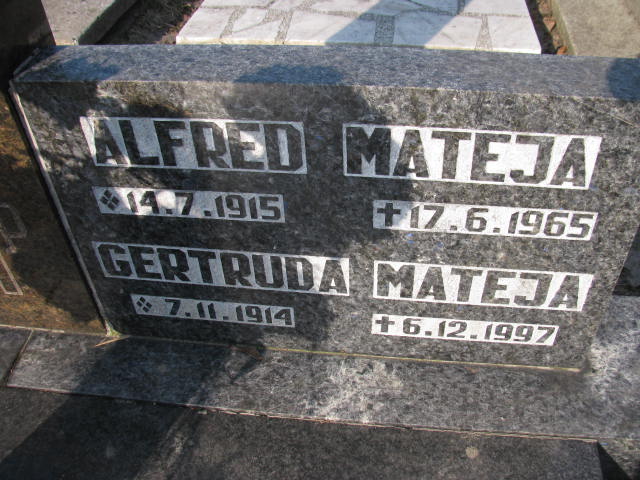 ALFRED MATEJA
14.7.1915 +17.6.1965
GERTRUDA MATEJA
7.11.1914 +6.12.1997